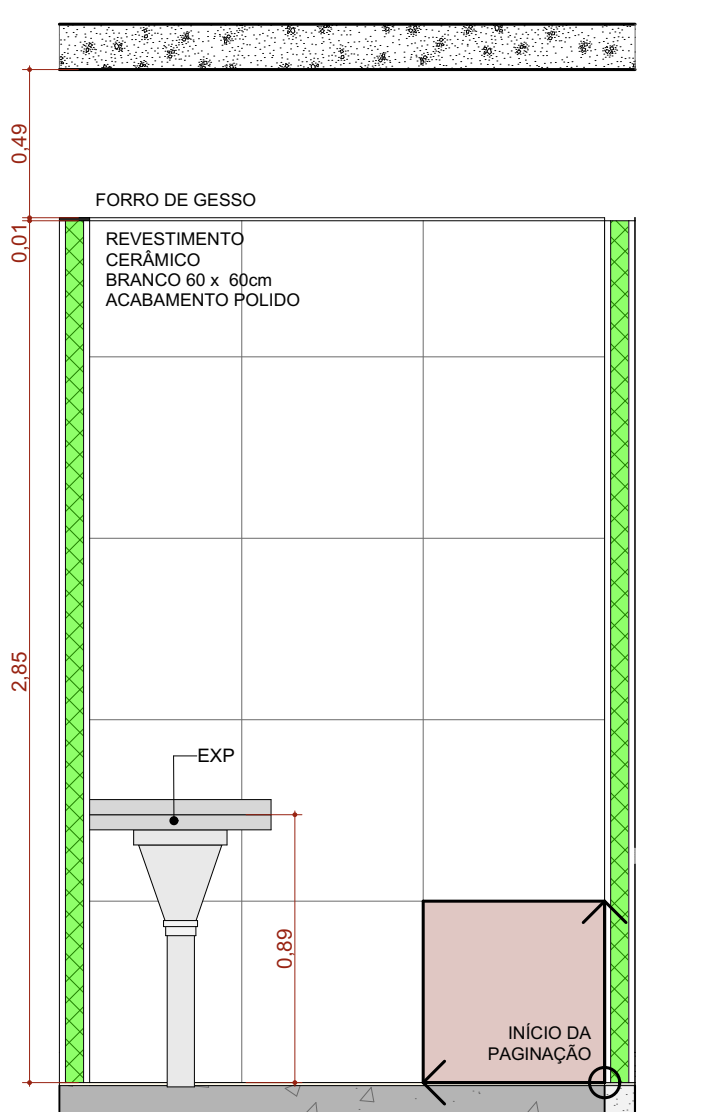 0,49
FORRO DE GESSO
0,01
REVESTIMENTO
CERÂMICO
BRANCO 60 x 60cm
ACABAMENTO POLIDO
2,85
EXP
0,89
INÍCIO DA
PAGINAÇÃO